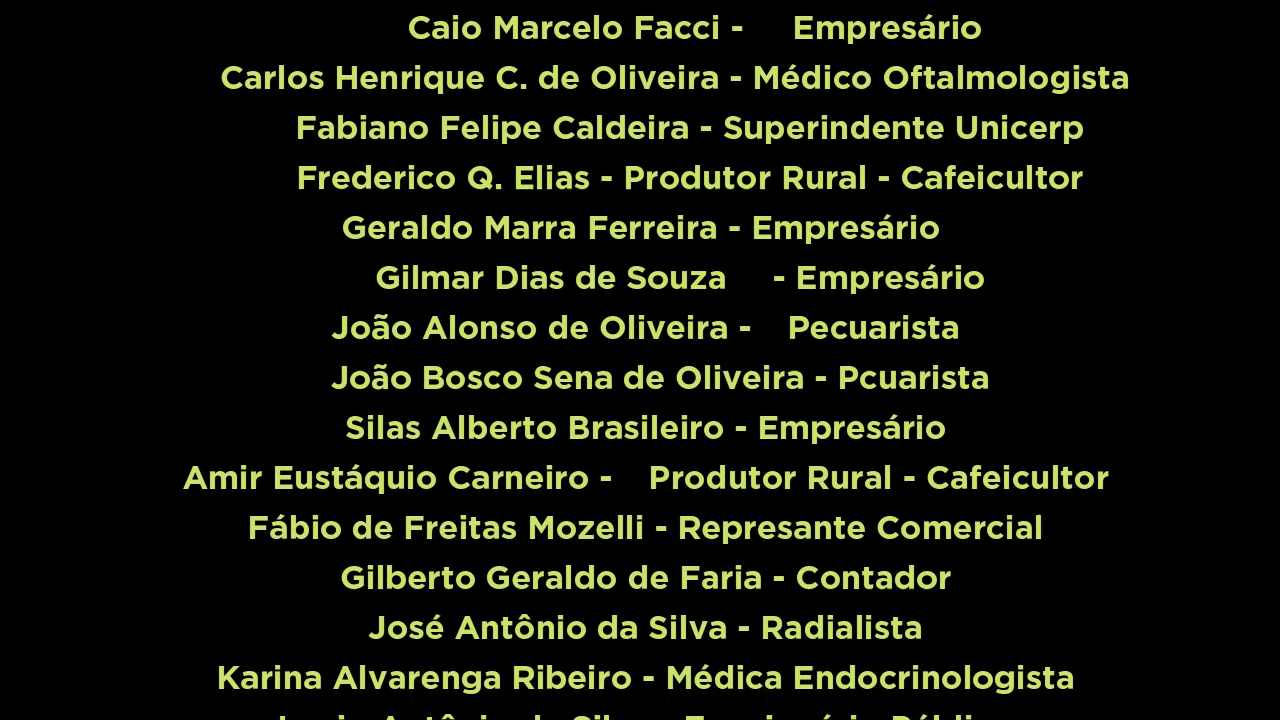 Caio Marcelo Facci - Empresário
Carlos Henrique C. de Oliveira - Médico Oftalmologista
Fabiano Felipe Caldeira - Superindente Unicerp
Frederico Q. Elias - Produtor Rural - Cafeicultor
Geraldo Marra Ferreira - Empresário
Gilmar Dias de Souza - Empresário
João Alonso de Oliveira - Pecuarista
João Bosco Sena de Oliveira - Pcuarista
Silas Alberto Brasileiro - Empresário
Amir Eustáquio Carneiro - Produtor Rural - Cafeicultor
Fábio de Freitas Mozelli - Represante Comercial
Gilberto Geraldo de Faria - Contador
José Antônio da Silva - Radialista
Karina Alvarenga Ribeiro - Médica Endocrinologista